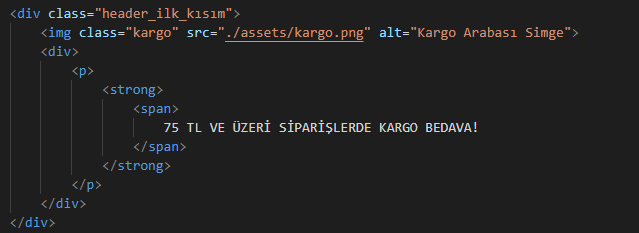 <div class="header_ilk_kısım">
<img class="kargo" src="./assets/kargo.png" alt="Kargo Arabası Simge">
<div>
<p>
<strong>
<span>
75 TL VE ÜZERİ SİPARİŞLERDE KARGO BEDAVA!
</span>
</strong>
</p>
</div>
</div>